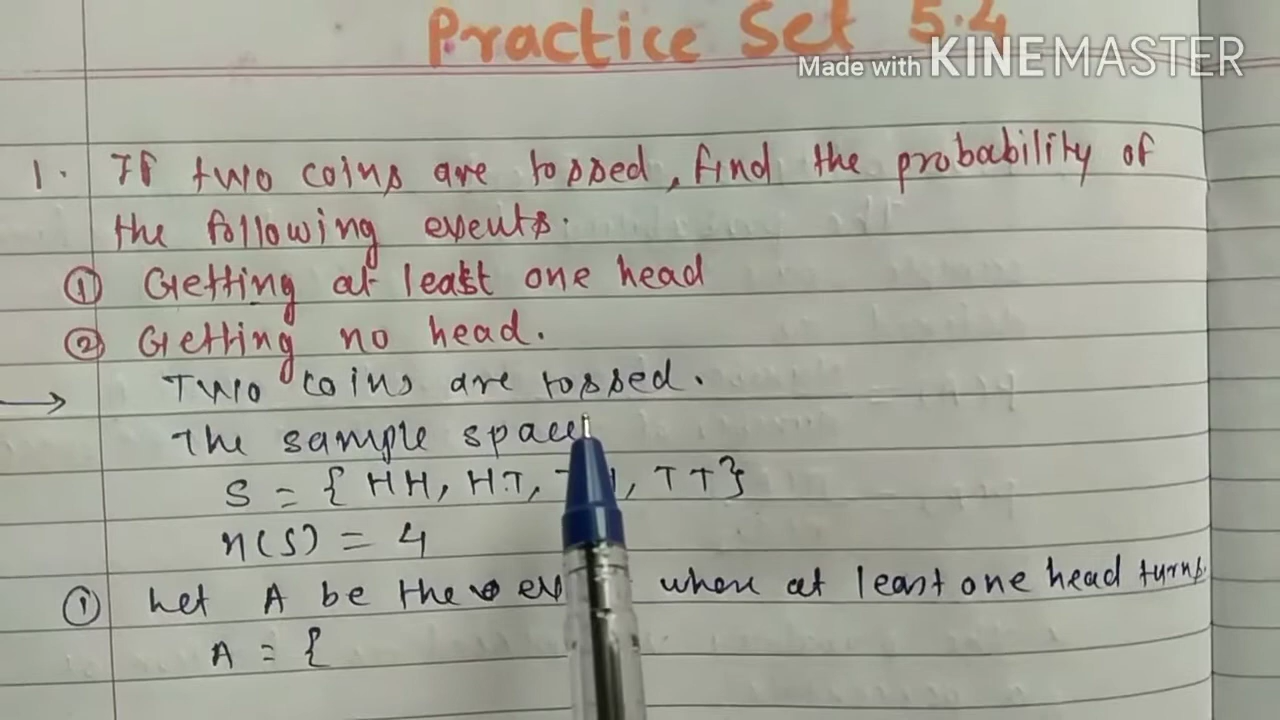 Practice Set 5.4
Made with KINEMASTER
1. If two coins are tossed, find the probability of
the following events.
① Getting at least one head
② Getting no head.
→ Two coins are tossed.
The sample space
S = { HH, HT, , TT}
n(S) = 4
① Let A be the where at least one head turns.
A = {